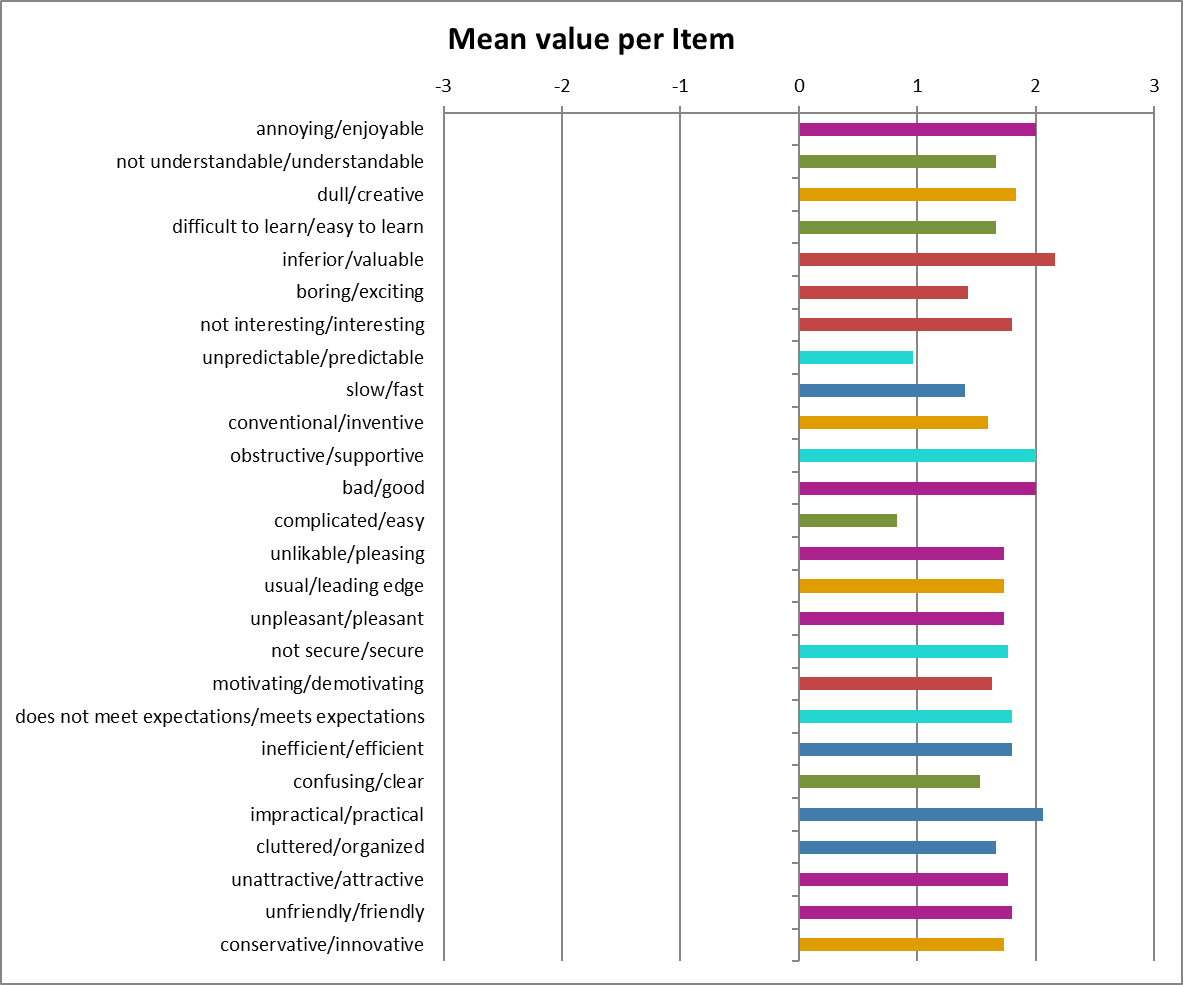 Mean value per Item
-3 -2 -1 0 1 2 3
annoying/enjoyable
not understandable/understandable
dull/creative
difficult to learn/easy to learn
inferior/valuable
boring/exciting
not interesting/interesting
unpredictable/predictable
slow/fast
conventional/inventive
obstructive/supportive
bad/good
complicated/easy
unlikable/pleasing
usual/leading edge
unpleasant/pleasant
not secure/secure
motivating/demotivating
does not meet expectations/meets expectations
inefficient/efficient
confusing/clear
impractical/practical
cluttered/organized
unattractive/attractive
unfriendly/friendly
conservative/innovative